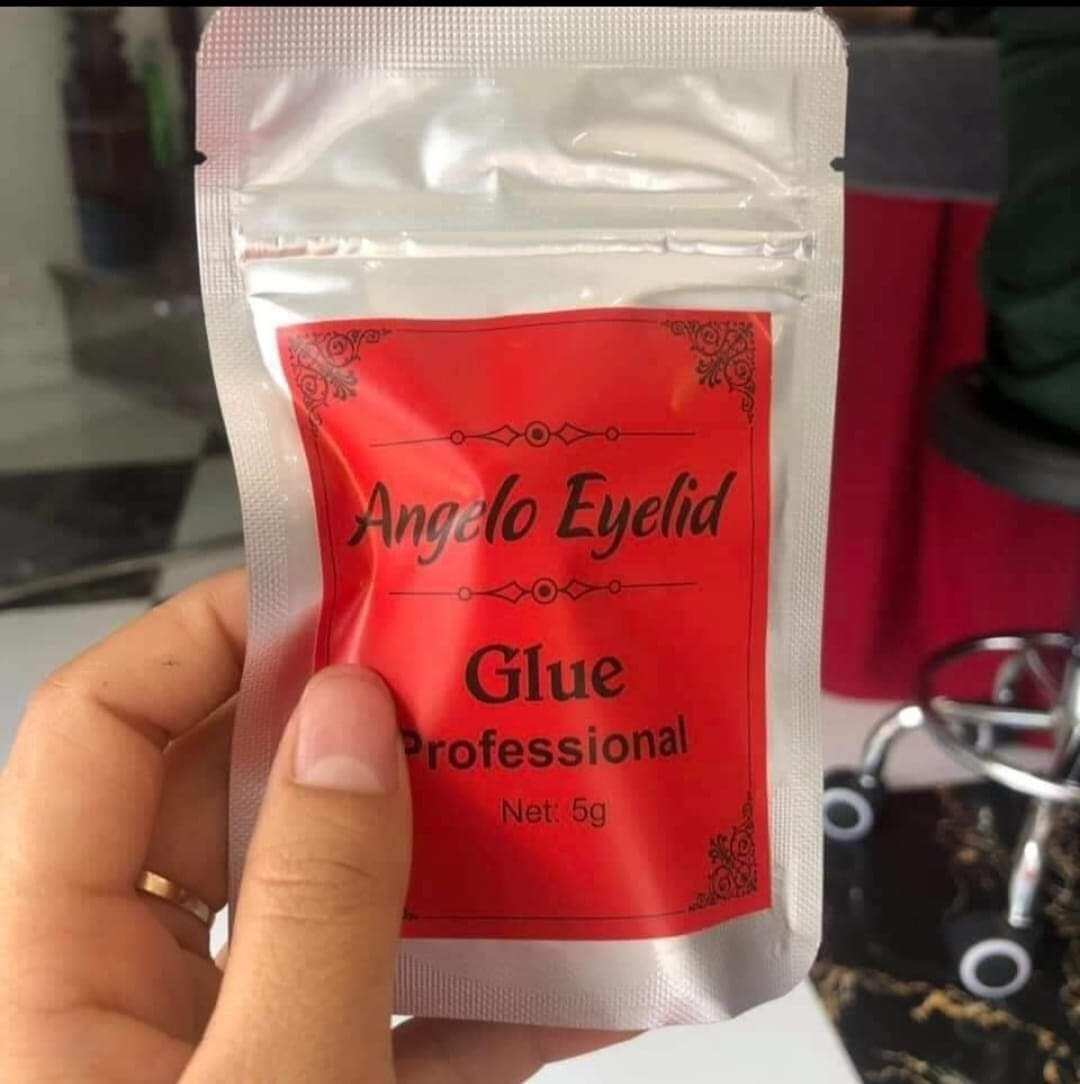 Angelo Eyelid
Glue
Professional
Net: 5g